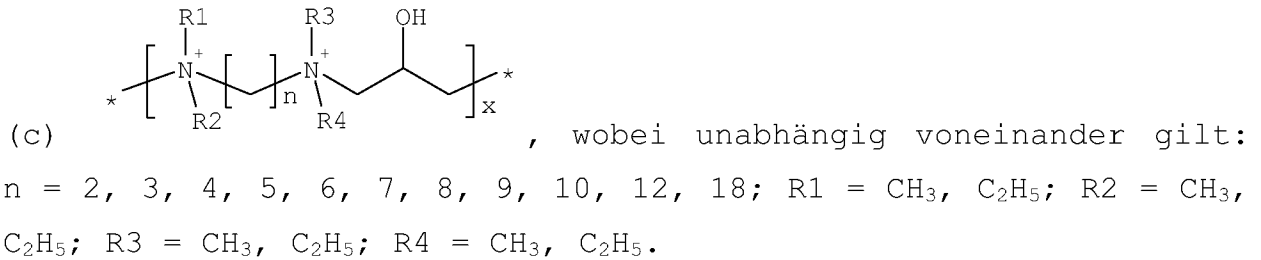 R1 R3 OH
N+ n N+
* x *
R2 R4
(c) , wobei unabhängig voneinander gilt:
n = 2, 3, 4, 5, 6, 7, 8, 9, 10, 12, 18; R1 = CH₃, C₂H₅; R2 = CH₃,
C₂H₅; R3 = CH₃, C₂H₅; R4 = CH₃, C₂H₅.